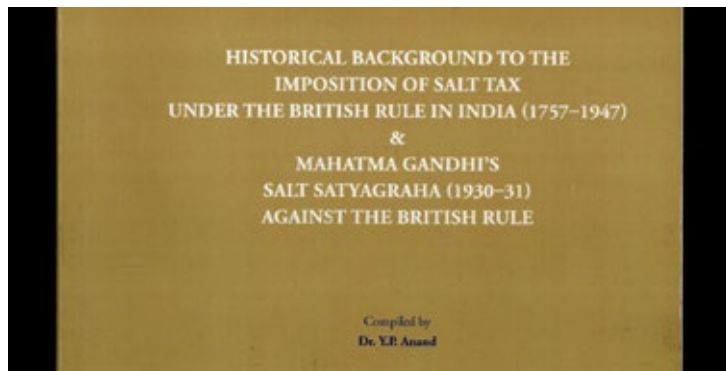 HISTORICAL BACKGROUND TO THE
IMPOSITION OF SALT TAX
UNDER THE BRITISH RULE IN INDIA (1757–1947)
&
MAHATMA GANDHI'S
SALT SATYAGRAHA (1930–31)
AGAINST THE BRITISH RULE
Compiled by
Dr. Y.P. Anand